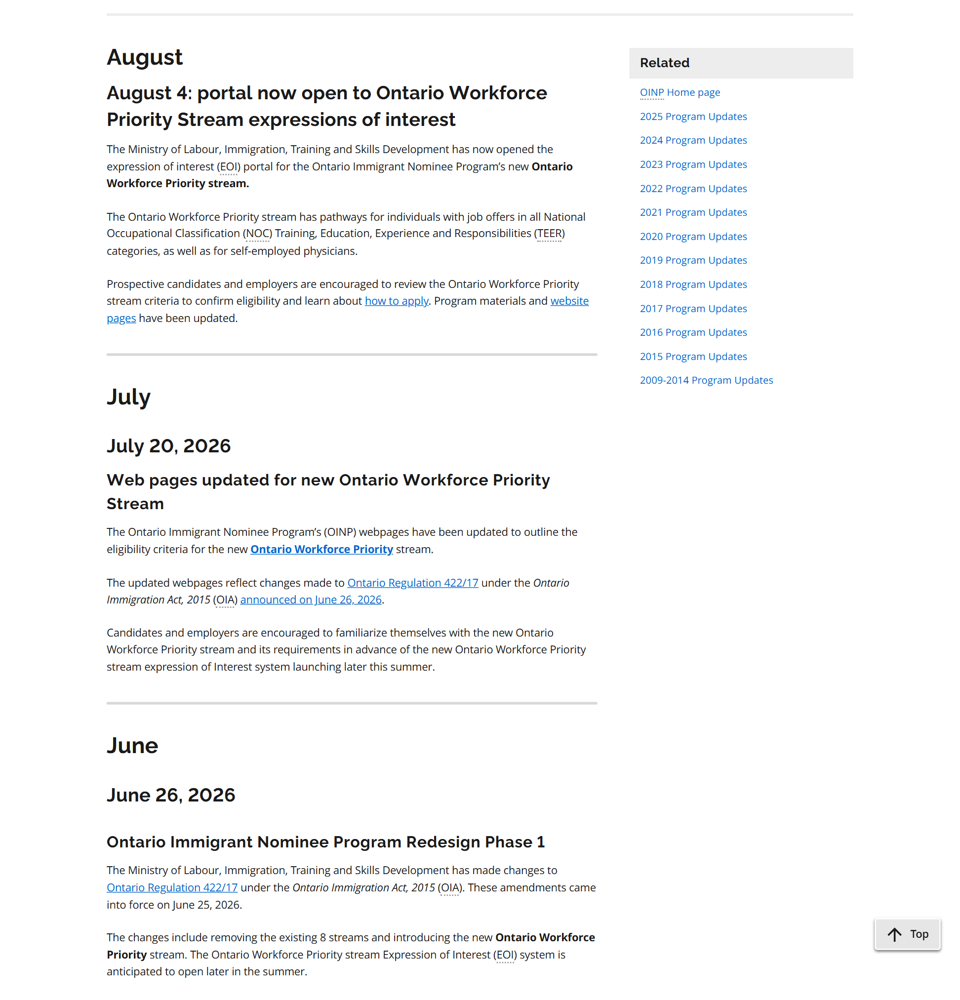 August
August 4: portal now open to Ontario Workforce
Priority Stream expressions of interest
The Ministry of Labour, Immigration, Training and Skills Development has now opened the
expression of interest (EOI) portal for the Ontario Immigrant Nominee Program’s new Ontario
Workforce Priority stream.
The Ontario Workforce Priority stream has pathways for individuals with job offers in all National
Occupational Classification (NOC) Training, Education, Experience and Responsibilities (TEER)
categories, as well as for self-employed physicians.
Prospective candidates and employers are encouraged to review the Ontario Workforce Priority
stream criteria to confirm eligibility and learn about how to apply. Program materials and website
pages have been updated.
July
July 20, 2026
Web pages updated for new Ontario Workforce Priority
Stream
The Ontario Immigrant Nominee Program’s (OINP) webpages have been updated to outline the
eligibility criteria for the new Ontario Workforce Priority stream.
The updated webpages reflect changes made to Ontario Regulation 422/17 under the Ontario
Immigration Act, 2015 (OIA) announced on June 26, 2026.
Candidates and employers are encouraged to familiarize themselves with the new Ontario
Workforce Priority stream and its requirements in advance of the new Ontario Workforce Priority
stream expression of Interest system launching later this summer.
June
June 26, 2026
Ontario Immigrant Nominee Program Redesign Phase 1
The Ministry of Labour, Immigration, Training and Skills Development has made changes to
Ontario Regulation 422/17 under the Ontario Immigration Act, 2015 (OIA). These amendments came
into force on June 25, 2026.
The changes include removing the existing 8 streams and introducing the new Ontario Workforce
Priority stream. The Ontario Workforce Priority stream Expression of Interest (EOI) system is
anticipated to open later in the summer.
Related
OINP Home page
2025 Program Updates
2024 Program Updates
2023 Program Updates
2022 Program Updates
2021 Program Updates
2020 Program Updates
2019 Program Updates
2018 Program Updates
2017 Program Updates
2016 Program Updates
2015 Program Updates
2009-2014 Program Updates
Top